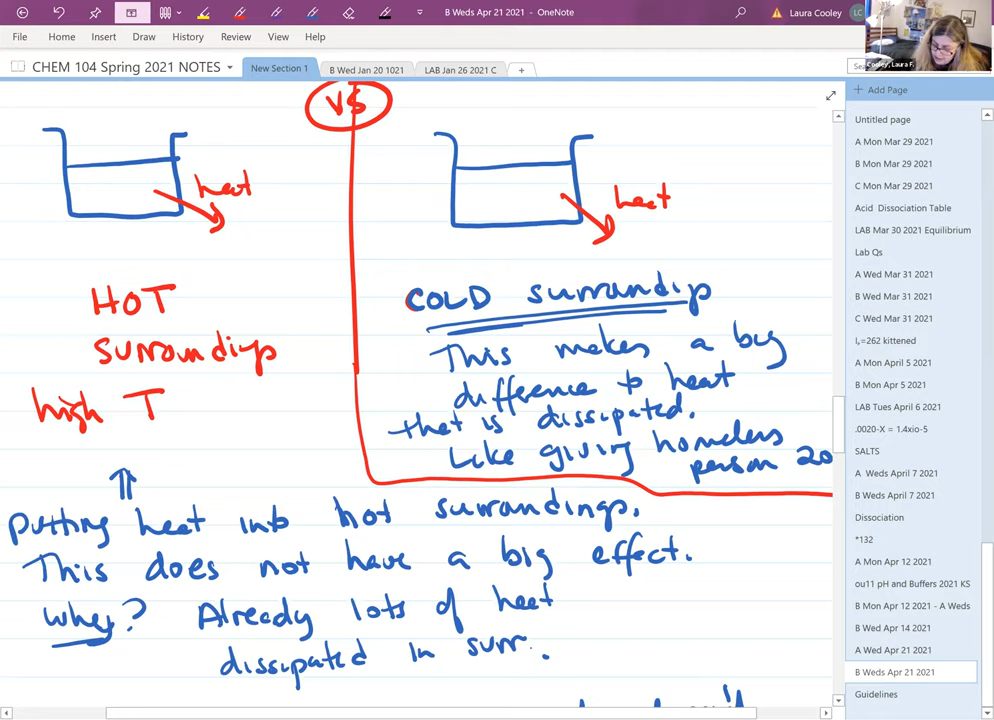 B Weds Apr 21 2021 - OneNote
Laura Cooley
LC
File Home Insert Draw History Review View Help
Cooley, Laura F.
CHEM 104 Spring 2021 NOTES
New Section 1
B Wed Jan 20 1021
LAB Jan 26 2021 C
VS
heat
HOT
surroundings
high T
heat
COLD surroundings
This makes a big
difference to heat
that is dissipated.
Like giving homeless
person 20
putting heat into hot surroundings.
This does not have a big effect.
why? Already lots of heat
dissipated in surr.
Add Page
Untitled page
A Mon Mar 29 2021
B Mon Mar 29 2021
C Mon Mar 29 2021
Acid Dissociation Table
LAB Mar 30 2021 Equilibrium
Lab Qs
A Wed Mar 31 2021
B Wed Mar 31 2021
C Wed Mar 31 2021
=262 kittened
A Mon April 5 2021
B Mon Apr 5 2021
LAB Tues April 6 2021
.0020-X = 1.4xio-5
SALTS
A Weds April 7 2021
B Weds April 7 2021
Dissociation
*132
A Mon Apr 12 2021
ou11 pH and Buffers 2021 KS
B Mon Apr 12 2021 - A Weds
B Wed Apr 14 2021
A Wed Apr 21 2021
B Weds Apr 21 2021
Guidelines